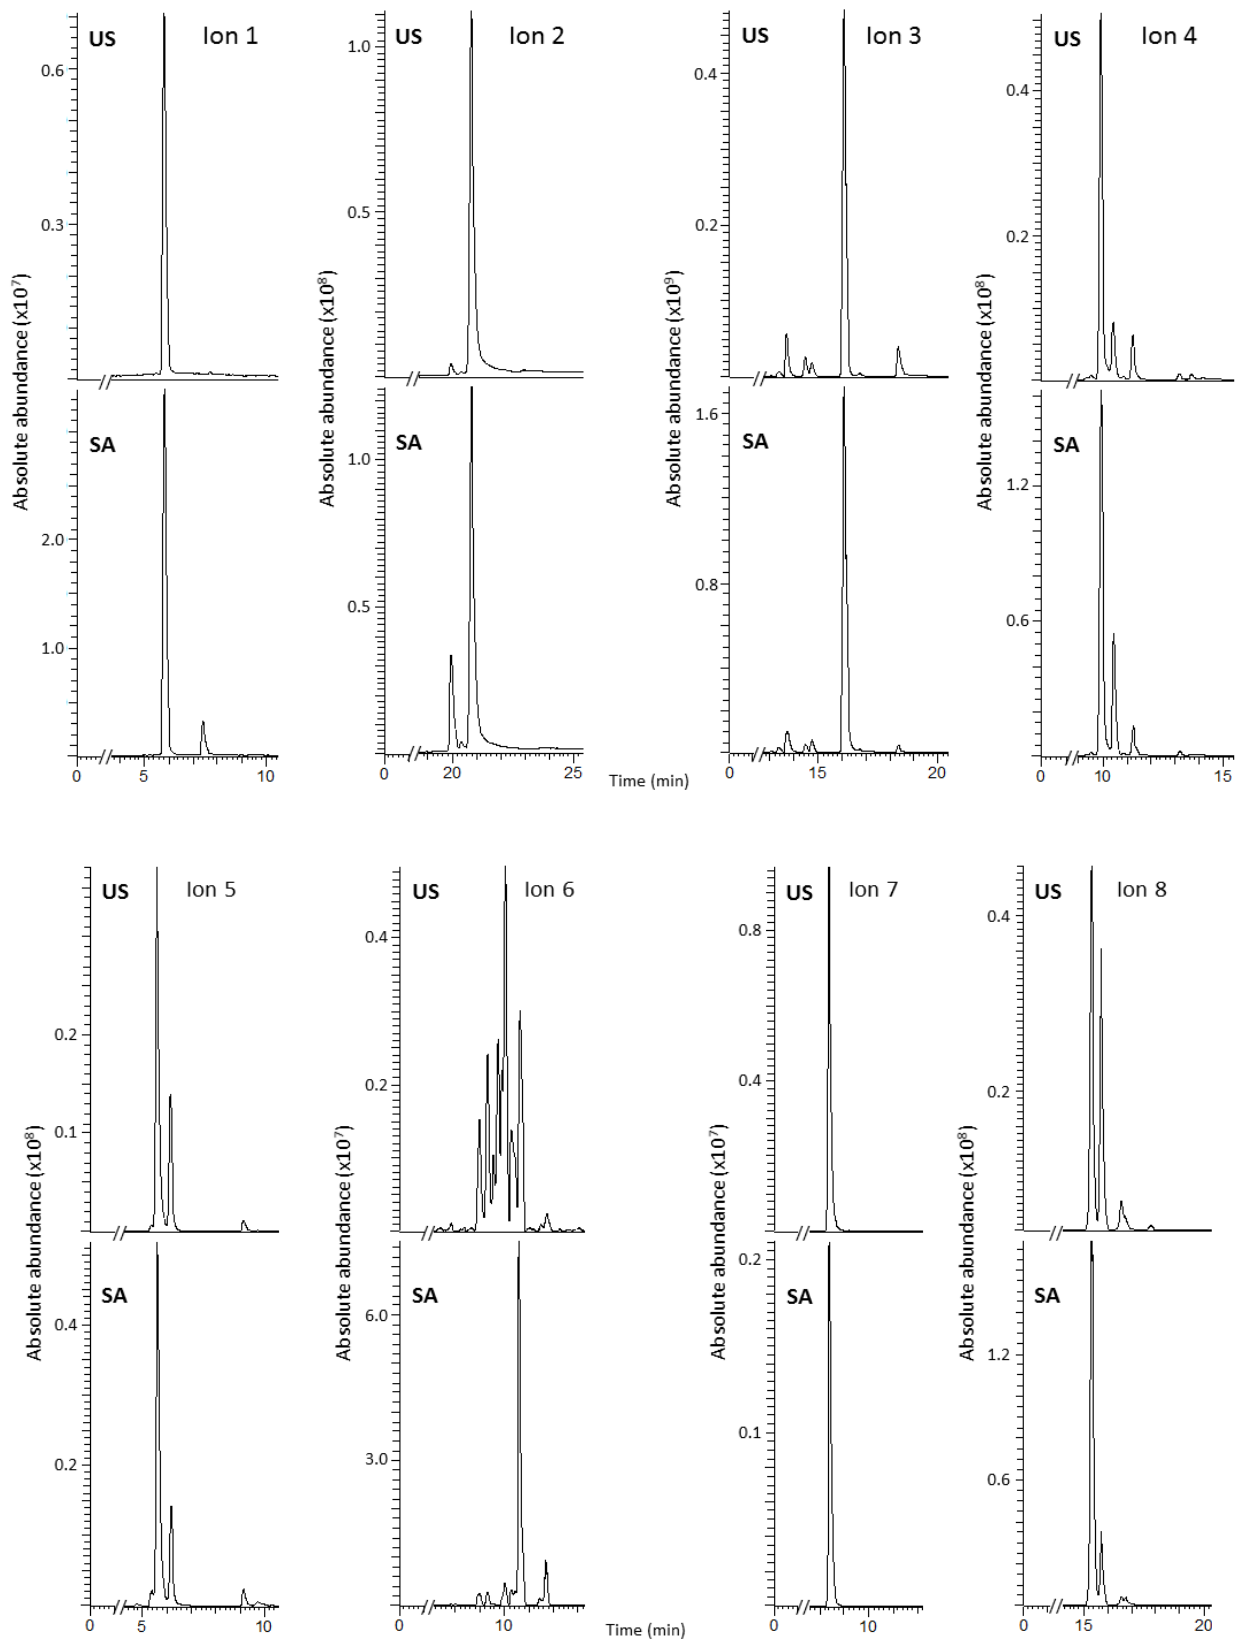 US Ion 1
0.6
0.3
SA
2.0
1.0
0 5 10
Absolute abundance (x10⁷)
US Ion 2
1.0
0.5
SA
1.0
0.5
0 20 25
Absolute abundance (x10⁸)
Time (min)
US Ion 3
0.4
0.2
SA
1.6
0.8
0 15 20
Absolute abundance (x10⁹)
US Ion 4
0.4
0.2
SA
1.2
0.6
0 10 15
Absolute abundance (x10⁸)
US Ion 5
0.2
0.1
SA
0.4
0.2
0 5 10
Absolute abundance (x10⁸)
US Ion 6
0.4
0.2
SA
6.0
3.0
0 10
Absolute abundance (x10⁷)
Time (min)
US Ion 7
0.8
0.4
0
SA
0.2
0.1
0 10
Absolute abundance (x10⁷)
US Ion 8
0.4
0.2
SA
1.2
0.6
0 15 20
Absolute abundance (x10⁸)